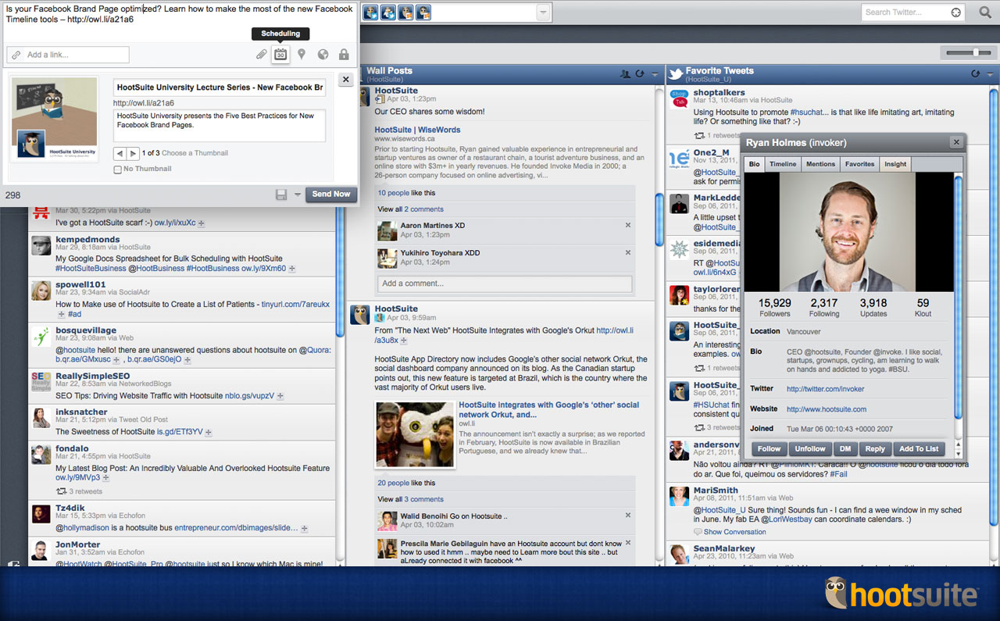 Is your Facebook Brand Page optimized? Learn how to make the most of the new Facebook
Timeline tools – http://owl.li/a21a6
Scheduling
Add a link...
30
HootSuite University Lecture Series - New Facebook Br
http://owl.li/a21a6
HootSuite University presents the Five Best Practices for New
Facebook Brand Pages.
HootSuite University
1 of 3 Choose a Thumbnail
No Thumbnail
298
Send Now
Search Twitter...
Mar 30, 5:22pm via HootSuite
I've got a HootSuite scarf :-) ow.ly/i/xuXc
kempedmonds
Mar 29, 8:18am via HootSuite
My Google Docs Spreadsheet for Bulk Scheduling with HootSuite
#HootSuiteBusiness @HootBusiness #HootBusiness ow.ly/9Xm60
spowell101
Mar 23, 9:34am via SocialAdr
How to Make use of Hootsuite to Create a List of Patients - tinyurl.com/7areukx
#ad
bosquevillage
Mar 23, 9:08am via Web
@hootsuite hello! there are unanswered questions about hootsuite on @Quora:
b.qr.ae/GMxusc , b.qr.ae/GS0ejO
SEO
Really
Simple
ReallySimpleSEO
Mar 22, 8:53am via NetworkedBlogs
SEO Tips: Driving Website Traffic with Hootsuite nblo.gs/vupzV
inksnatcher
Mar 21, 5:12pm via Tweet Old Post
The Sweetness of HootSuite is.gd/ETf3YV
fondalo
Mar 21, 4:55pm via HootSuite
My Latest Blog Post: An Incredibly Valuable And Overlooked Hootsuite Feature
ow.ly/9MVp3
3 retweets
Tz4dik
Mar 15, 5:33pm via Echofon
@hollymadison is a hootsuite bus entrepreneur.com/dbimages/slide…
JonMorter
Jan 31, 3:52am via Echofon
@HootWatch @HootSuite_Pro @hootsuite just so I know which Mac is mine!
Wall Posts
(HootSuite)
HootSuite
Apr 03, 1:23pm
Our CEO shares some wisdom!
HootSuite | WiseWords
www.wisewords.ca
Prior to starting Hootsuite, Ryan gained valuable experience in entrepreneurial and
startup ventures as owner of a restaurant chain, a tourist adventure business, and an
online store with $3m+ in yearly revenues. He founded Invoke Media in 2000; a
26-person company focused on online advertising, vi...
10 people like this
View all 2 comments
Aaron Martines XD
Apr 03, 1:23pm
Yukihiro Toyohara XDD
Apr 03, 1:24pm
Add a comment...
HootSuite
Apr 03, 9:59am
From "The Next Web" HootSuite Integrates with Google's Orkut http://owl.li
/a3u8x
HootSuite App Directory now includes Google's other social network Orkut, the
social dashboard company announced on its blog. As the Canadian startup
points out, this new feature is targeted at Brazil, which is the country where the
vast majority of Orkut users live.
HootSuite integrates with Google's 'other' social
network Orkut, and...
owl.li
The announcement isn't exactly a surprise; as we reported
in February, HootSuite is now available in Brazilian
Portuguese, and we already knew that...
20 people like this
View all 3 comments
Walid Benoihi Go on Hootsuite ..
Apr 03, 10:02am
Prescila Marie Gebilaguin have an Hootsuite account but dont know
how to used it hmm .. maybe need to Learn more bout this site .. but
aLready connected it with facebook ^^
Favorite Tweets
(HootSuite_U)
Shop
Talk
shoptalkers
Mar 13, 10:46am via HootSuite
Using Hootsuite to promote #hsuchat... is that like life imitating art, imitating
life? Or something like that? :-)
1 retweets
One2_M
Nov 13, 2011,
@HootSuite_
ask for permis
MarkLedde
Sep 06, 2011,
A little upset t
@HootSuite_
esidemedia
Sep 06, 2011,
RT @HootSuite_
owl.li/6n4xG
taylorloren
Sep 06, 2011,
thanks for the
HootSuite_
Sep 06, 2011,
An interesting
examples. ow
1 retweets
HootSuite_
Sep 06, 2011,
#HSUchat fin
consistent qu
3 retweets
andersonv
Apr 21, 2011,
Não voltou ainda? RT @PlinioMKT: Caraca!! O @hootsuite ficou o dia todo fora
do ar. Que foi, queimou os servidores? #Fail
MariSmith
Apr 08, 2011, 11:51am via Web
@HootSuite_U Sure thing! Sounds fun - I can find a wee window in my sched
in June. My fab EA @LoriWestbay can coordinate calendars. :)
Show Conversation
SeanMalarkey
Apr 23, 2010, 11:23am via Web
Ryan Holmes (invoker)
Bio
Timeline
Mentions
Favorites
Insight
15,929 2,317 3,918 59
Followers Following Updates Klout
Location Vancouver
Bio CEO @hootsuite, Founder @invoke. I like social,
startups, grownups, cycling, am learning to walk
on hands and addicted to yoga. #BSU.
Twitter http://twitter.com/invoker
Website http://www.hootsuite.com
Joined Tue Mar 06 00:10:43 +0000 2007
Follow
Unfollow
DM
Reply
Add To List
hootsuite